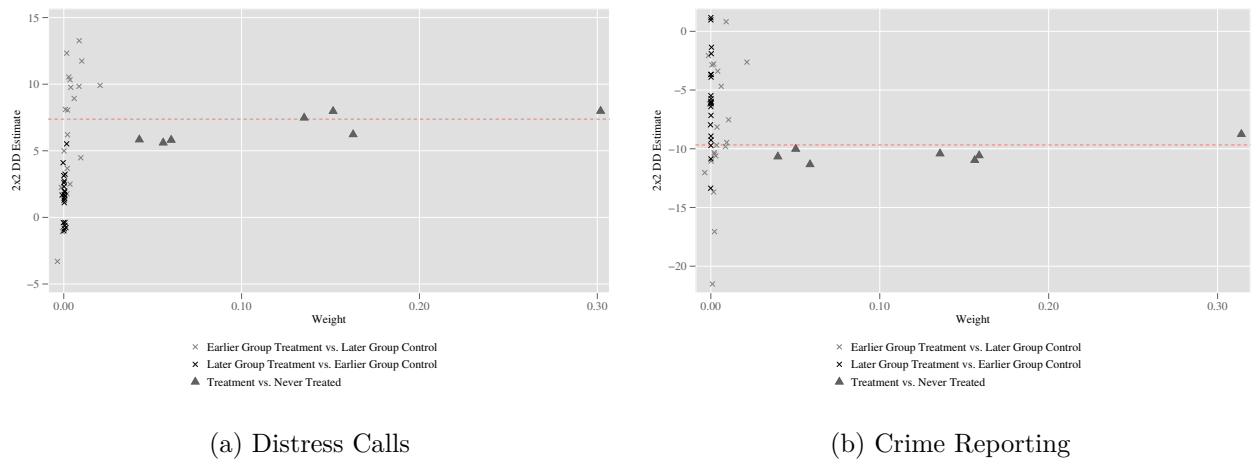 2x2 DD Estimate
15
10
5
0
−5
0.00 0.10 0.20 0.30
Weight
Earlier Group Treatment vs. Later Group Control
Later Group Treatment vs. Earlier Group Control
Treatment vs. Never Treated
(a) Distress Calls
2x2 DD Estimate
0
−5
−10
−15
−20
0.00 0.10 0.20 0.30
Weight
Earlier Group Treatment vs. Later Group Control
Later Group Treatment vs. Earlier Group Control
Treatment vs. Never Treated
(b) Crime Reporting